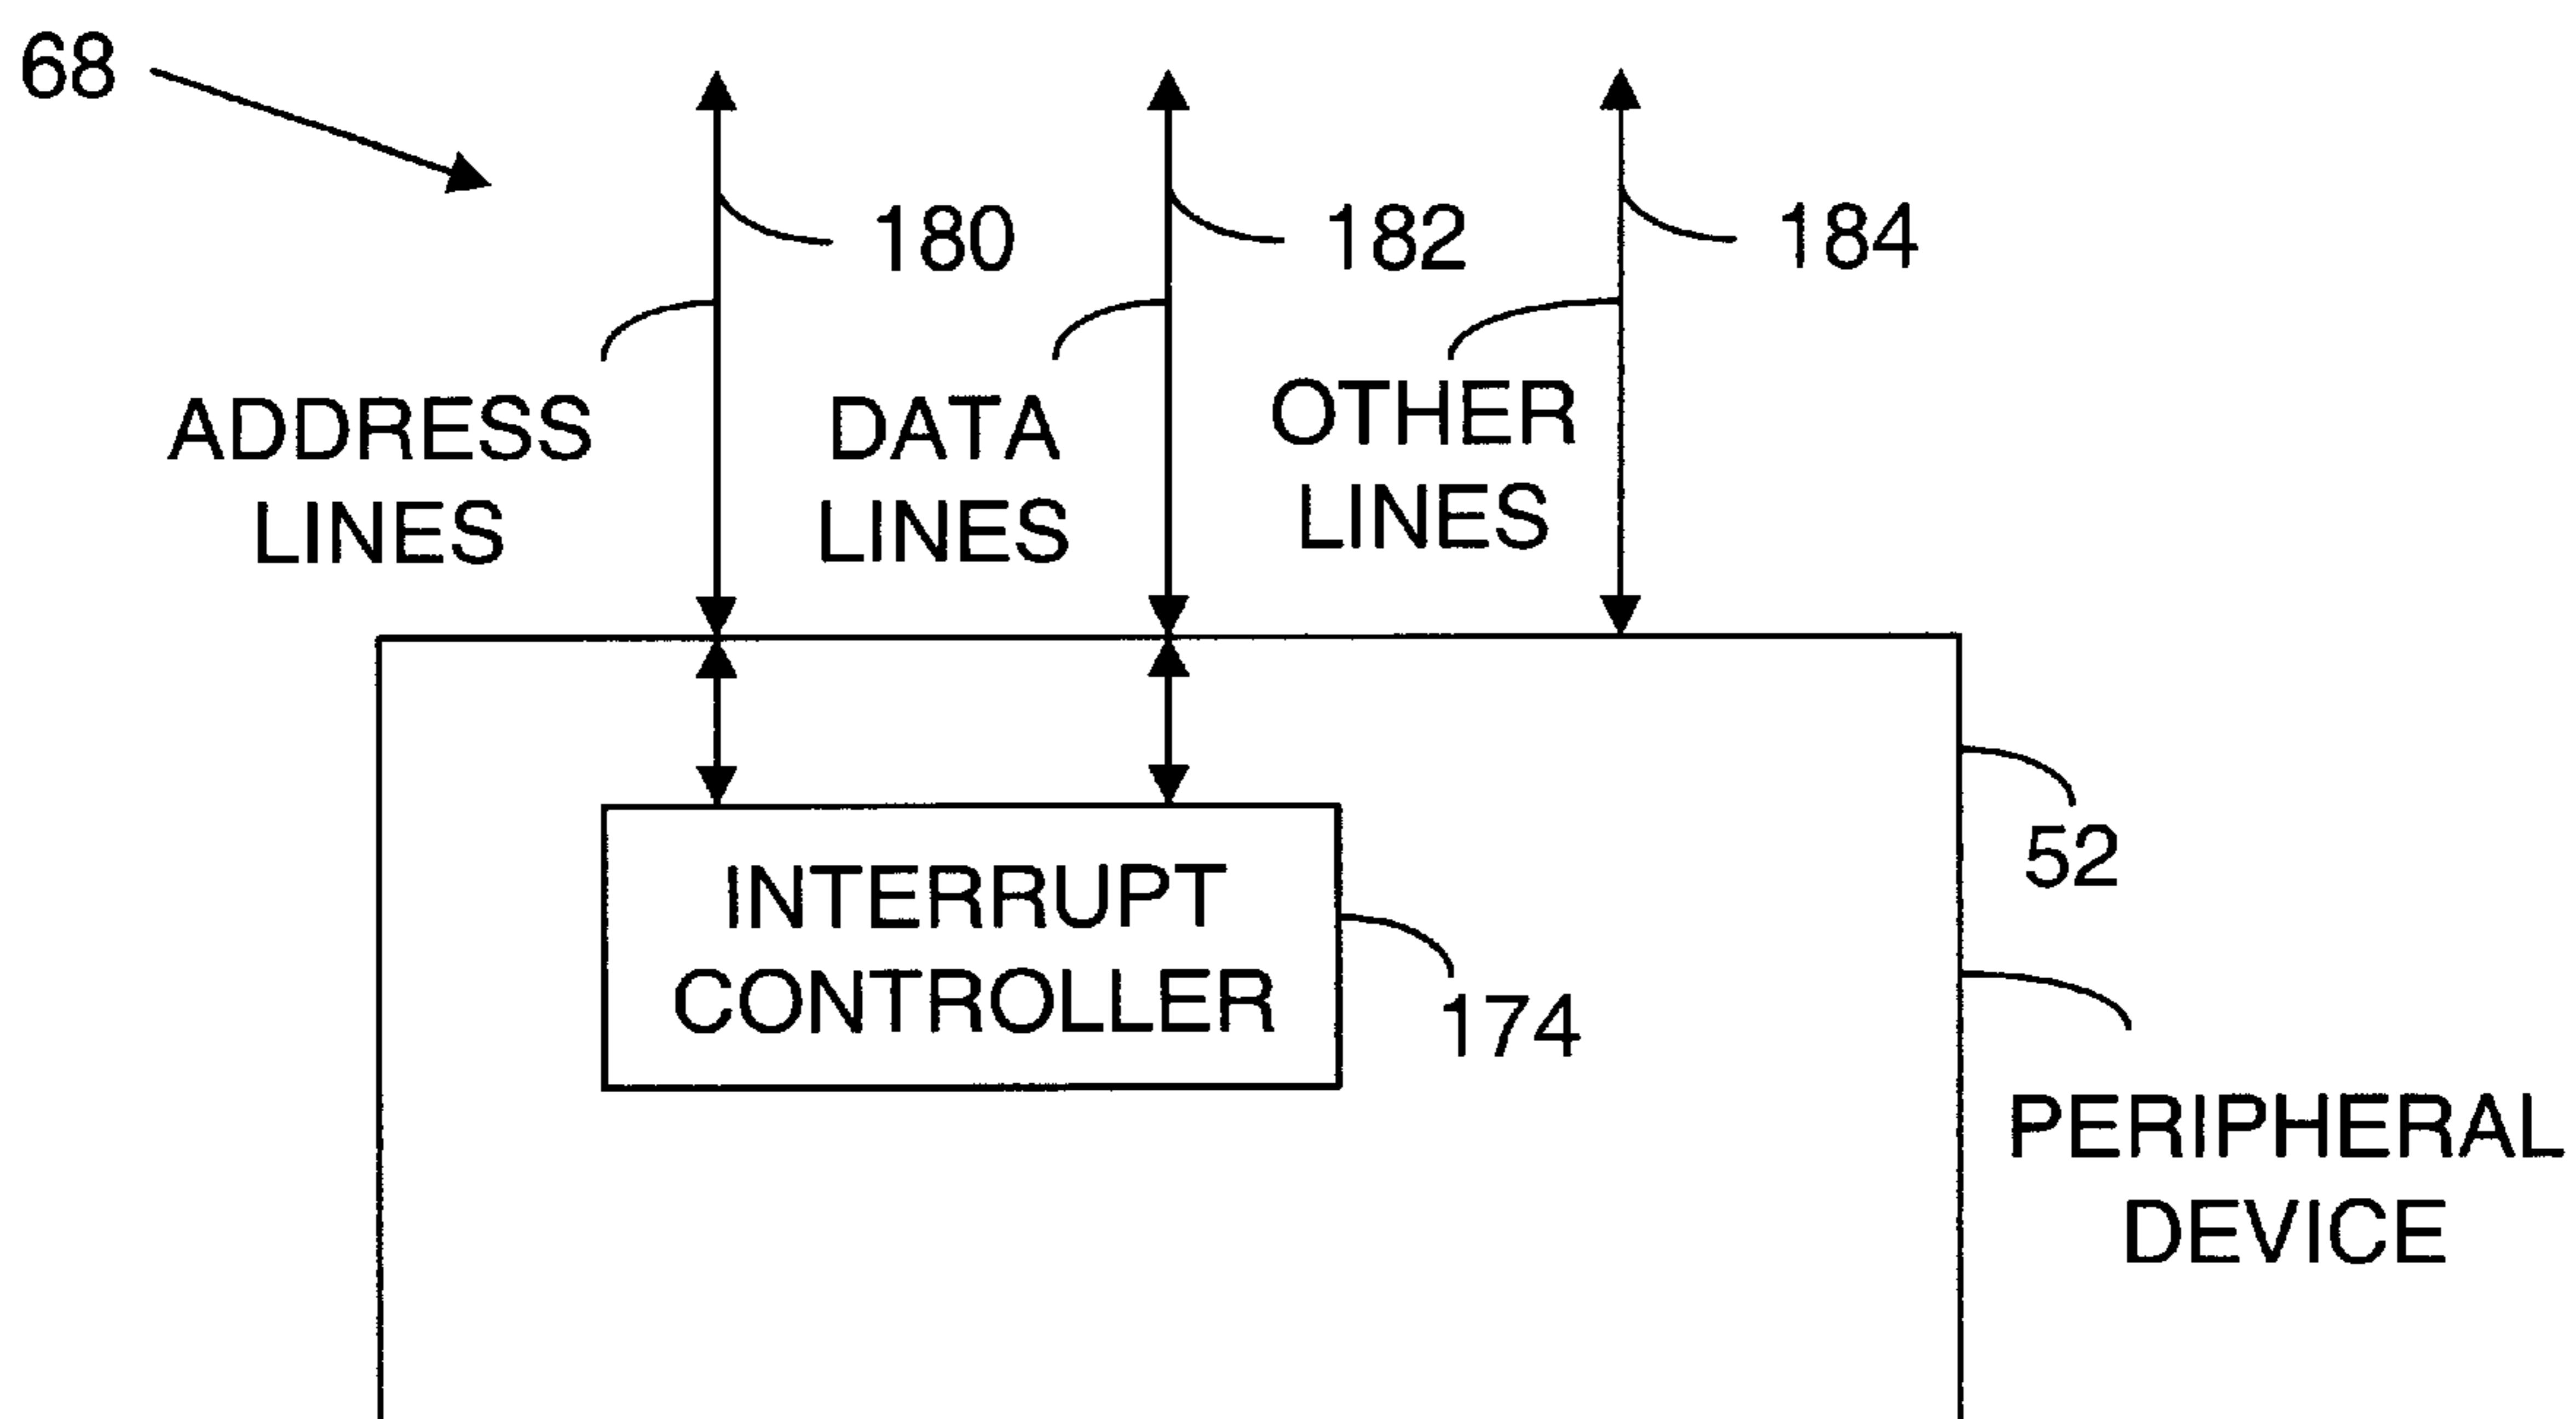 68
180
182
184
ADDRESS
LINES
DATA
LINES
OTHER
LINES
52
INTERRUPT
CONTROLLER
174
PERIPHERAL
DEVICE